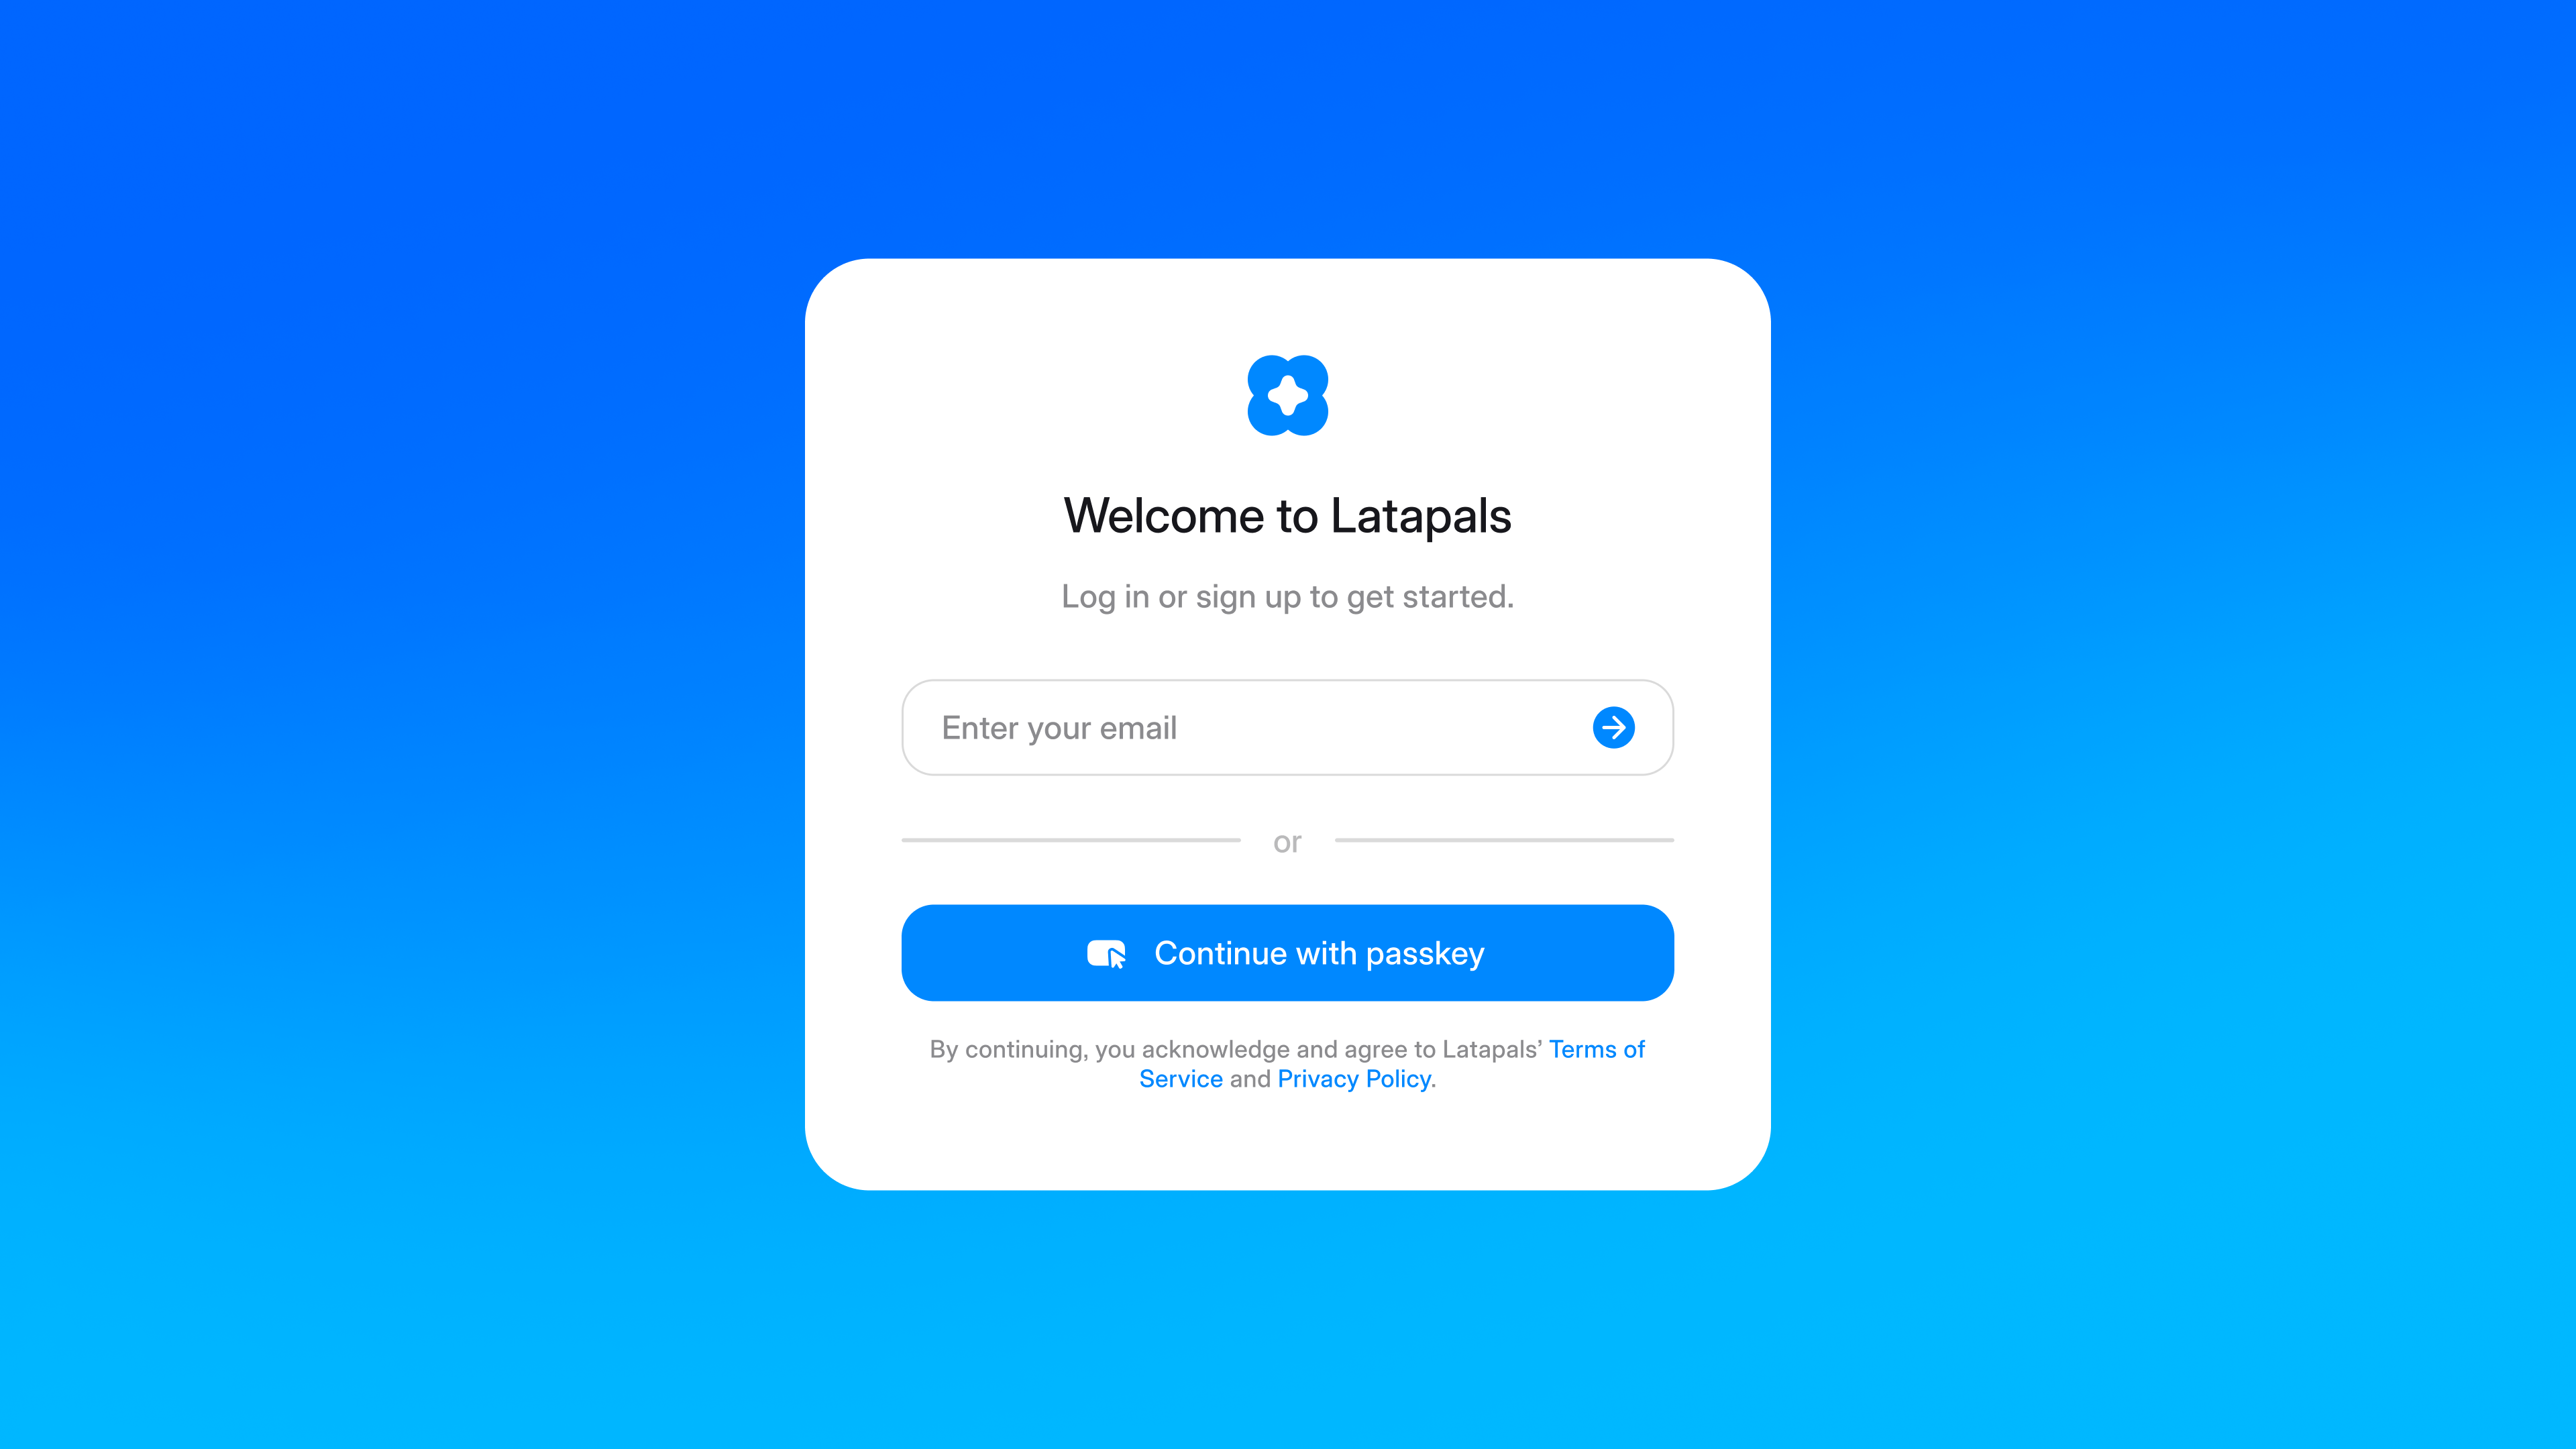 Welcome to Latapals
Log in or sign up to get started.
Enter your email
or
Continue with passkey
By continuing, you acknowledge and agree to Latapals’ Terms of
Service and Privacy Policy.